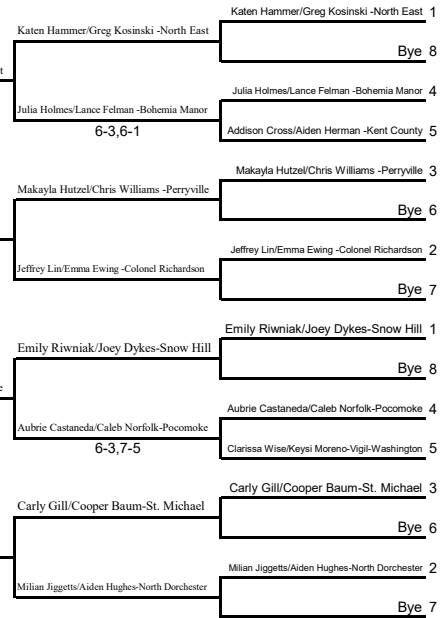 Katen Hammer/Greg Kosinski -North East 1
Katen Hammer/Greg Kosinski -North East
Bye 8
t
Julia Holmes/Lance Felman -Bohemia Manor 4
Julia Holmes/Lance Felman -Bohemia Manor
6-3,6-1
Addison Cross/Aiden Herman -Kent County 5
Makayla Hutzel/Chris Williams -Perryville 3
Makayla Hutzel/Chris Williams -Perryville
Bye 6
Jeffrey Lin/Emma Ewing -Colonel Richardson 2
Jeffrey Lin/Emma Ewing -Colonel Richardson
Bye 7
Emily Riwniak/Joey Dykes-Snow Hill 1
Emily Riwniak/Joey Dykes-Snow Hill
Bye 8
e
Aubrie Castaneda/Caleb Norfolk-Pocomoke 4
Aubrie Castaneda/Caleb Norfolk-Pocomoke
6-3,7-5
Clarissa Wise/Keysi Moreno-Vigil-Washington 5
Carly Gill/Cooper Baum-St. Michael 3
Carly Gill/Cooper Baum-St. Michael
Bye 6
Milian Jiggetts/Aiden Hughes-North Dorchester 2
Milian Jiggetts/Aiden Hughes-North Dorchester
Bye 7